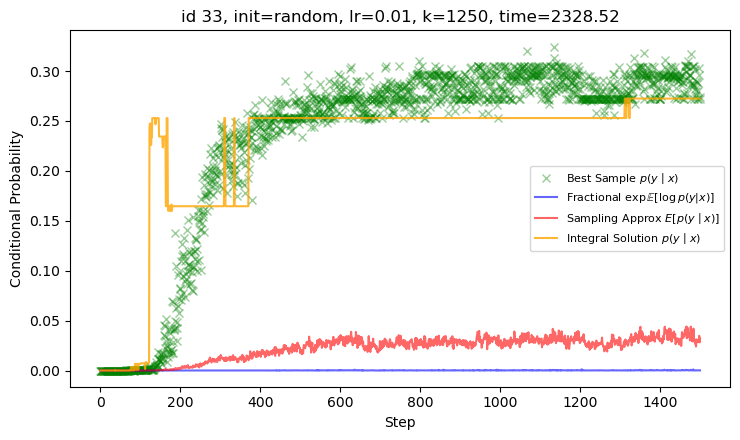 id 33, init=random, lr=0.01, k=1250, time=2328.52
Conditional Probability
0.30
0.25
0.20
0.15
0.10
0.05
0.00
Best Sample p(y | x)
Fractional exp𝔼[log p(y|x)]
Sampling Approx E[p(y | x)]
Integral Solution p(y | x)
0 200 400 600 800 1000 1200 1400
Step